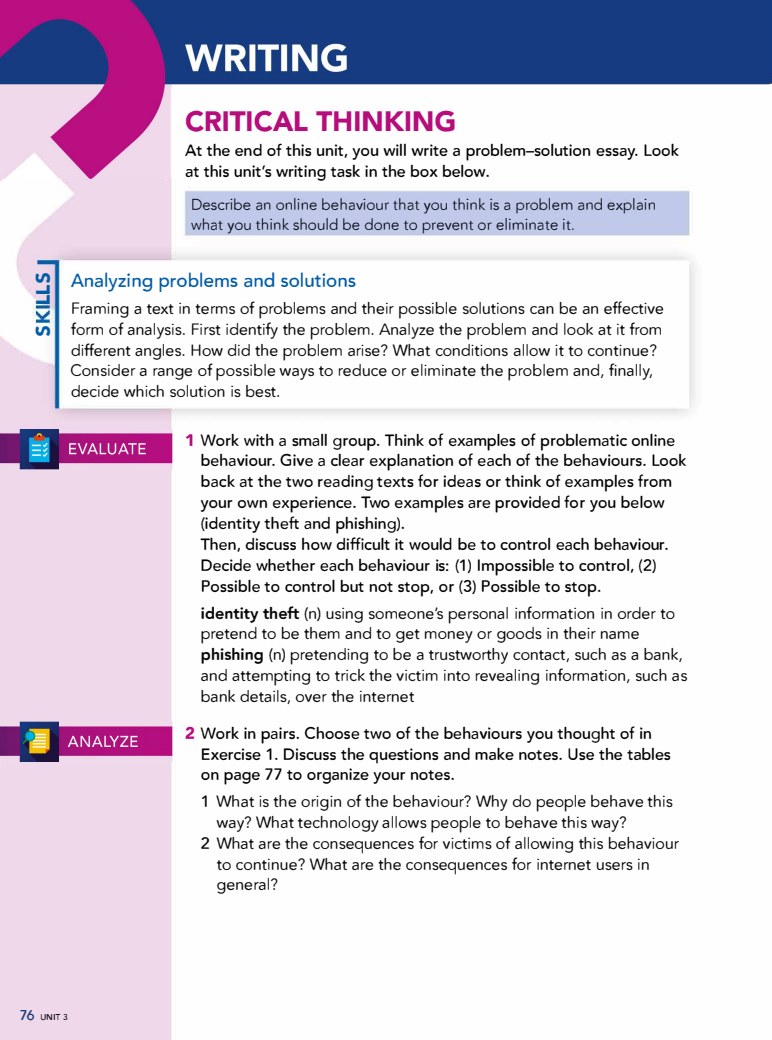 WRITING
CRITICAL THINKING
At the end of this unit, you will write a problem–solution essay. Look
at this unit's writing task in the box below.
Describe an online behaviour that you think is a problem and explain
what you think should be done to prevent or eliminate it.
SKILLS
Analyzing problems and solutions
Framing a text in terms of problems and their possible solutions can be an effective
form of analysis. First identify the problem. Analyze the problem and look at it from
different angles. How did the problem arise? What conditions allow it to continue?
Consider a range of possible ways to reduce or eliminate the problem and, finally,
decide which solution is best.
EVALUATE
1 Work with a small group. Think of examples of problematic online
behaviour. Give a clear explanation of each of the behaviours. Look
back at the two reading texts for ideas or think of examples from
your own experience. Two examples are provided for you below
(identity theft and phishing).
Then, discuss how difficult it would be to control each behaviour.
Decide whether each behaviour is: (1) Impossible to control, (2)
Possible to control but not stop, or (3) Possible to stop.
identity theft (n) using someone's personal information in order to
pretend to be them and to get money or goods in their name
phishing (n) pretending to be a trustworthy contact, such as a bank,
and attempting to trick the victim into revealing information, such as
bank details, over the internet
ANALYZE
2 Work in pairs. Choose two of the behaviours you thought of in
Exercise 1. Discuss the questions and make notes. Use the tables
on page 77 to organize your notes.
1 What is the origin of the behaviour? Why do people behave this
way? What technology allows people to behave this way?
2 What are the consequences for victims of allowing this behaviour
to continue? What are the consequences for internet users in
general?
76 UNIT 3